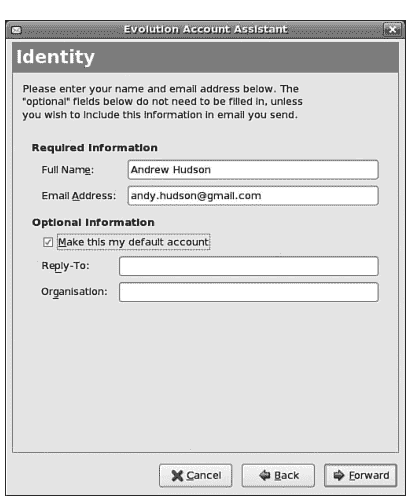 Evolution Account Assistant
Identity
Please enter your name and email address below. The
"optional" fields below do not need to be filled in, unless
you wish to include this information in email you send.
Required Information
Full Name: Andrew Hudson
Email Address: andy.hudson@gmail.com
Optional Information
Make this my default account
Reply-To:
Organisation:
Cancel Back Forward